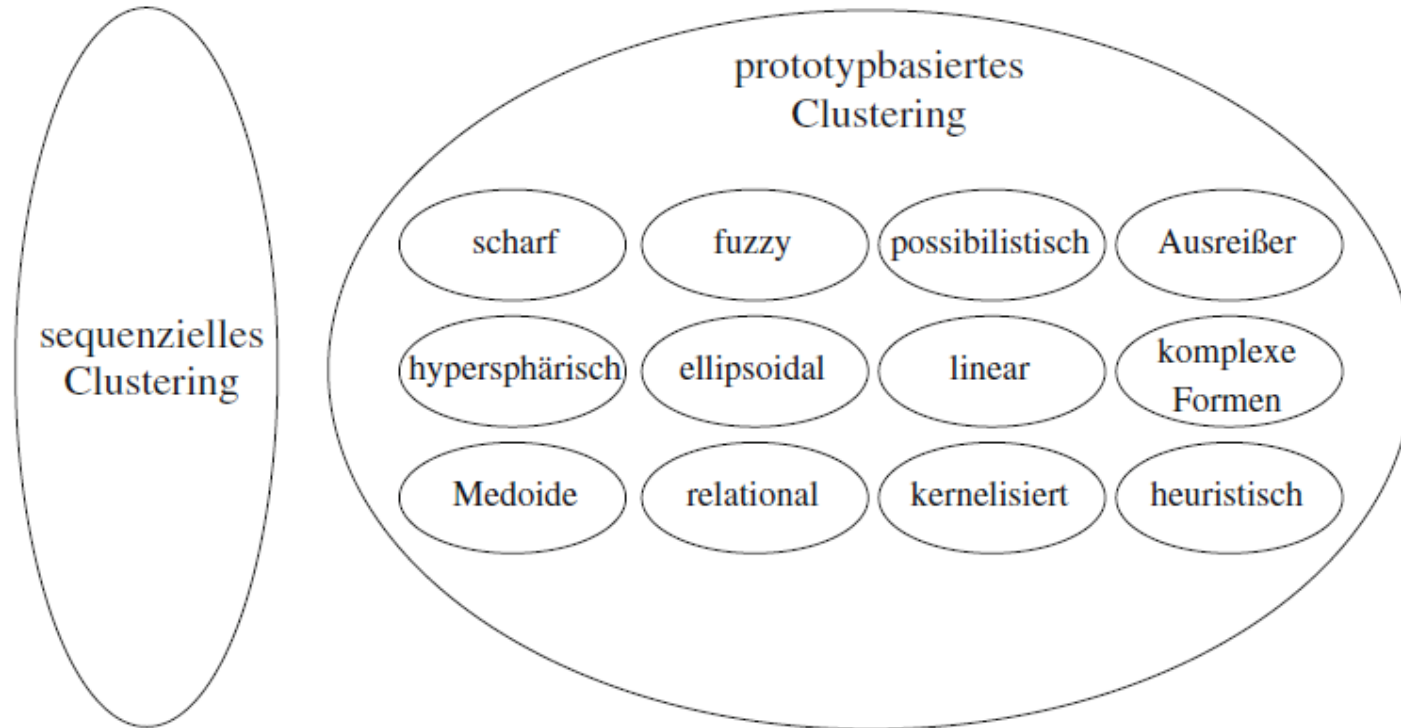 sequenzielles
Clustering
prototypbasiertes
Clustering
scharf
fuzzy
possibilistisch
Ausreißer
hypersphärisch
ellipsoidal
linear
komplexe
Formen
Medoide
relational
kernelisiert
heuristisch